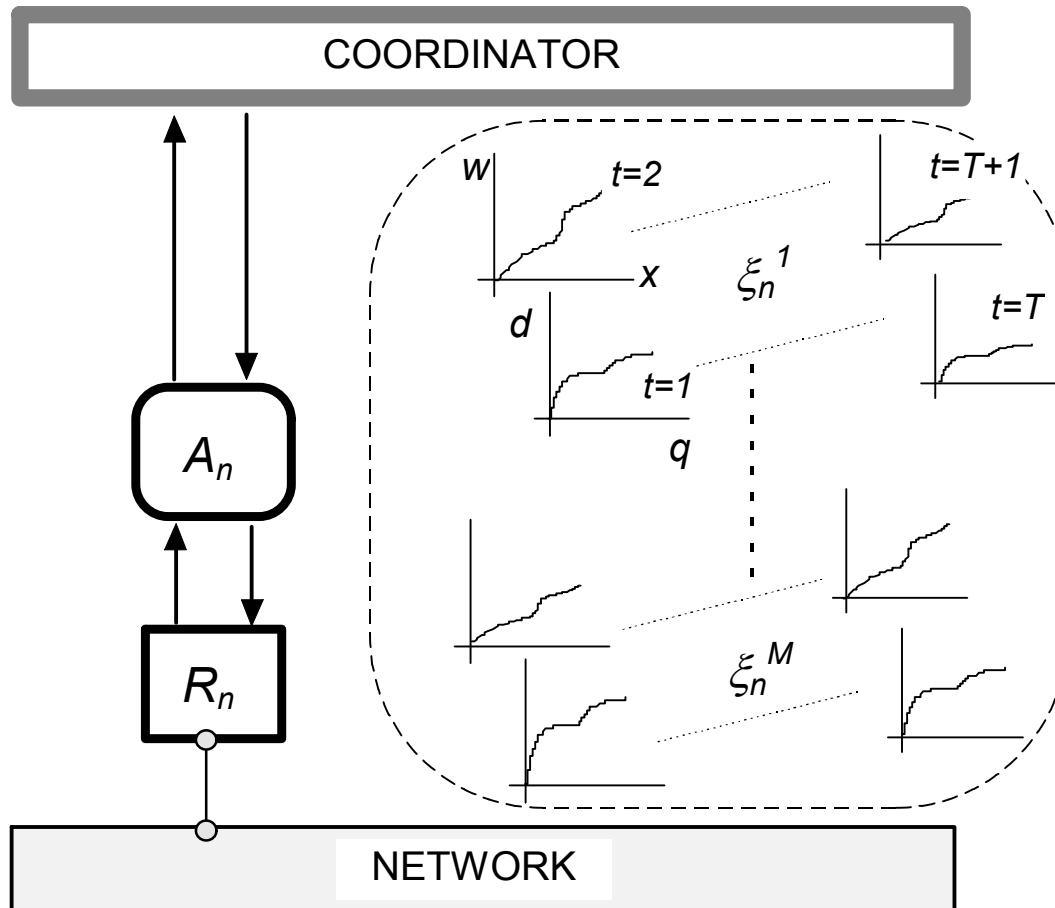 COORDINATOR
w
t=2
t=T+1
x
ξn1
d
t=T
t=1
q
An
Rn
ξnM
NETWORK